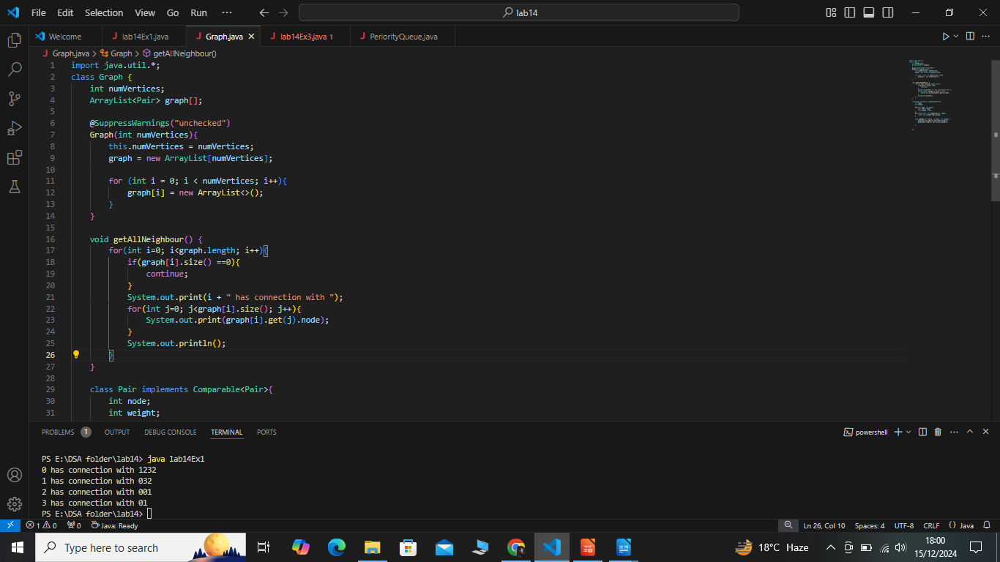 File Edit Selection View Go Run ··· lab14
Welcome lab14Ex1.java Graph.java lab14Ex3.java 1 PeriorityQueue.java
Graph.java > Graph > getAllNeighbour()
1 import java.util.*;
2 class Graph {
3 int numVertices;
4 ArrayList<Pair> graph[];
5
6 @SuppressWarnings("unchecked")
7 Graph(int numVertices){
8 this.numVertices = numVertices;
9 graph = new ArrayList[numVertices];
10
11 for (int i = 0; i < numVertices; i++){
12 graph[i] = new ArrayList<>();
13 }
14 }
15
16 void getAllNeighbour() {
17 for(int i=0; i<graph.length; i++){
18 if(graph[i].size() ==0){
19 continue;
20 }
21 System.out.print(i + " has connection with ");
22 for(int j=0; j<graph[i].size(); j++){
23 System.out.print(graph[i].get(j).node);
24 }
25 System.out.println();
26 }
27 }
28
29 class Pair implements Comparable<Pair>{
30 int node;
31 int weight;
PROBLEMS 1 OUTPUT DEBUG CONSOLE TERMINAL PORTS powershell
PS E:\DSA folder\lab14> java lab14Ex1
0 has connection with 1232
1 has connection with 032
2 has connection with 001
3 has connection with 01
PS E:\DSA folder\lab14>
1 0 0 Java: Ready Ln 26, Col 10 Spaces: 4 UTF-8 CRLF {} Java
Type here to search 18°C Haze 18:00
15/12/2024